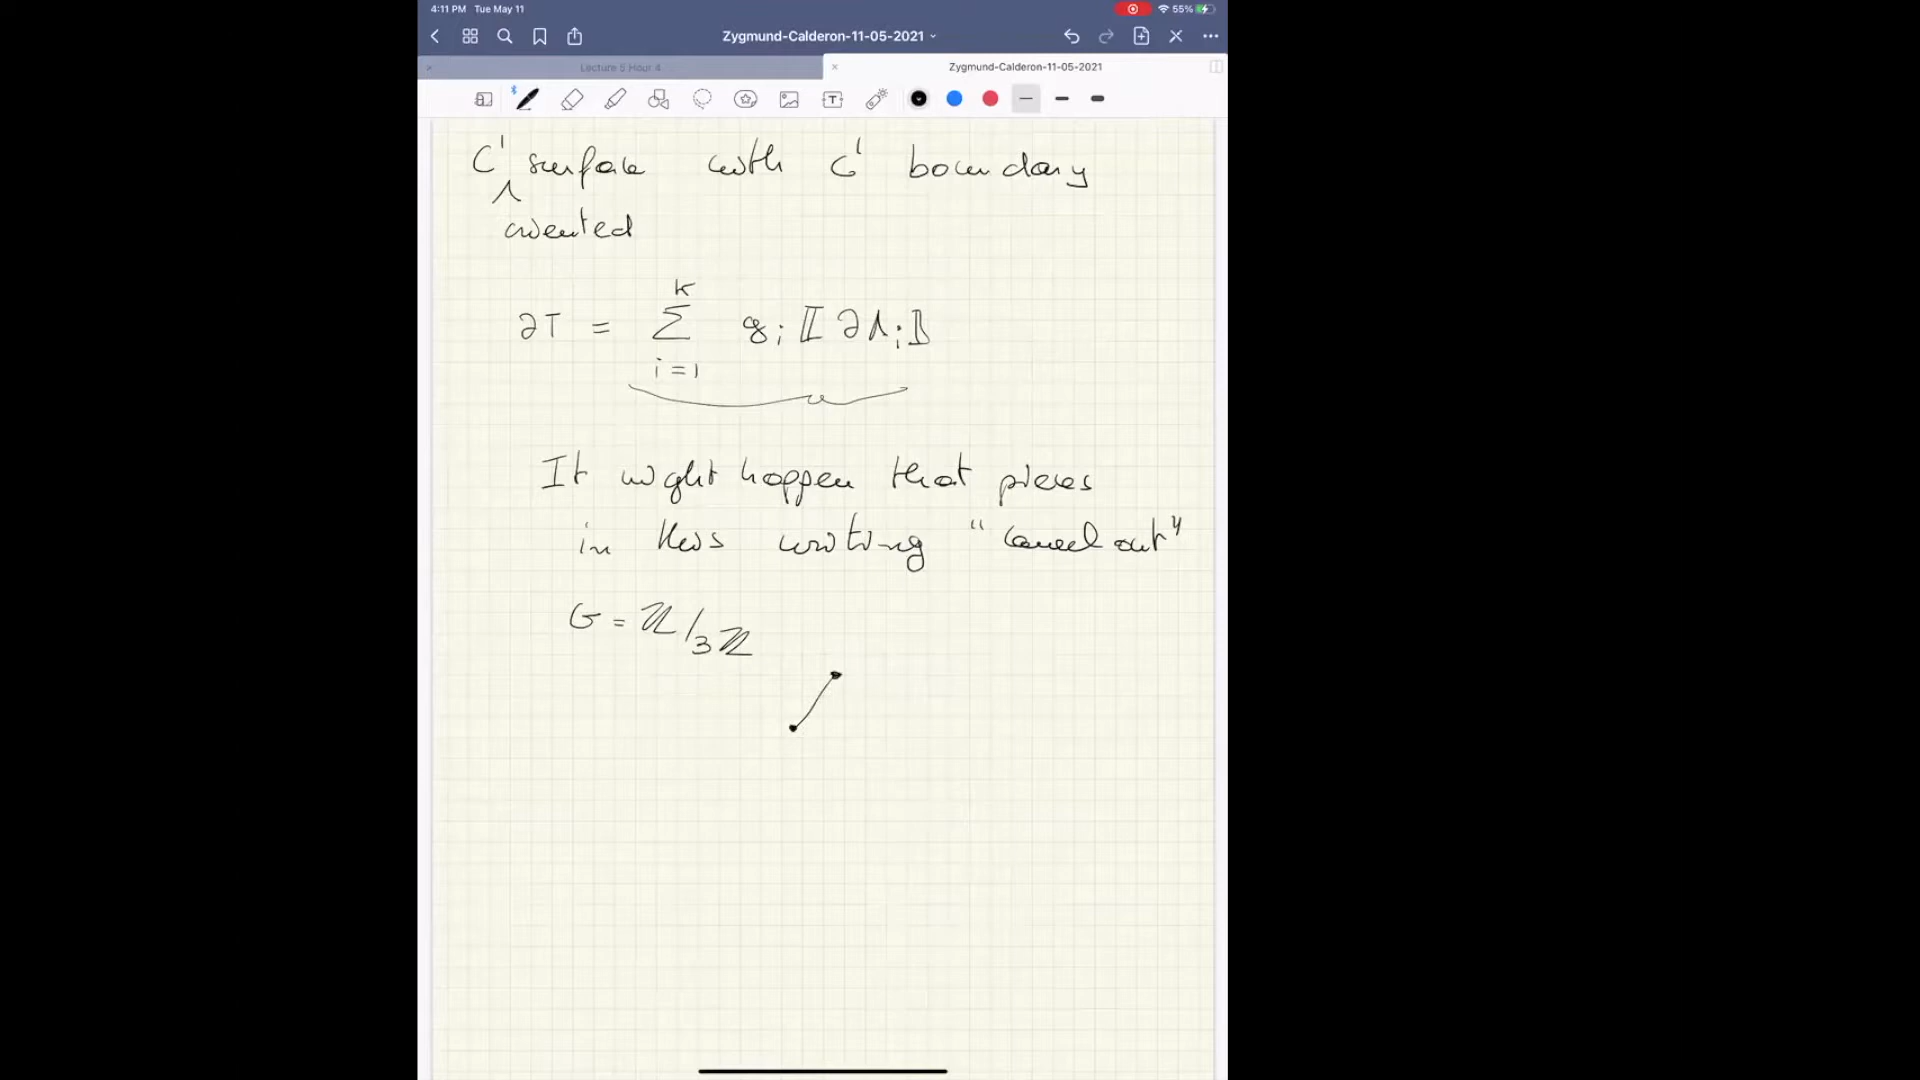 4:11 PM Tue May 11
55%
Zygmund-Calderon-11-05-2021
Lecture 5 Hour 4
Zygmund-Calderon-11-05-2021
C¹ surface with C¹ boundary
oriented
∂T = ∑_{i=1}^{K} g_i ⟦∂Λ_i⟧
It might happen that pieces
in this writing "cancel out"
G = ℤ/3ℤ